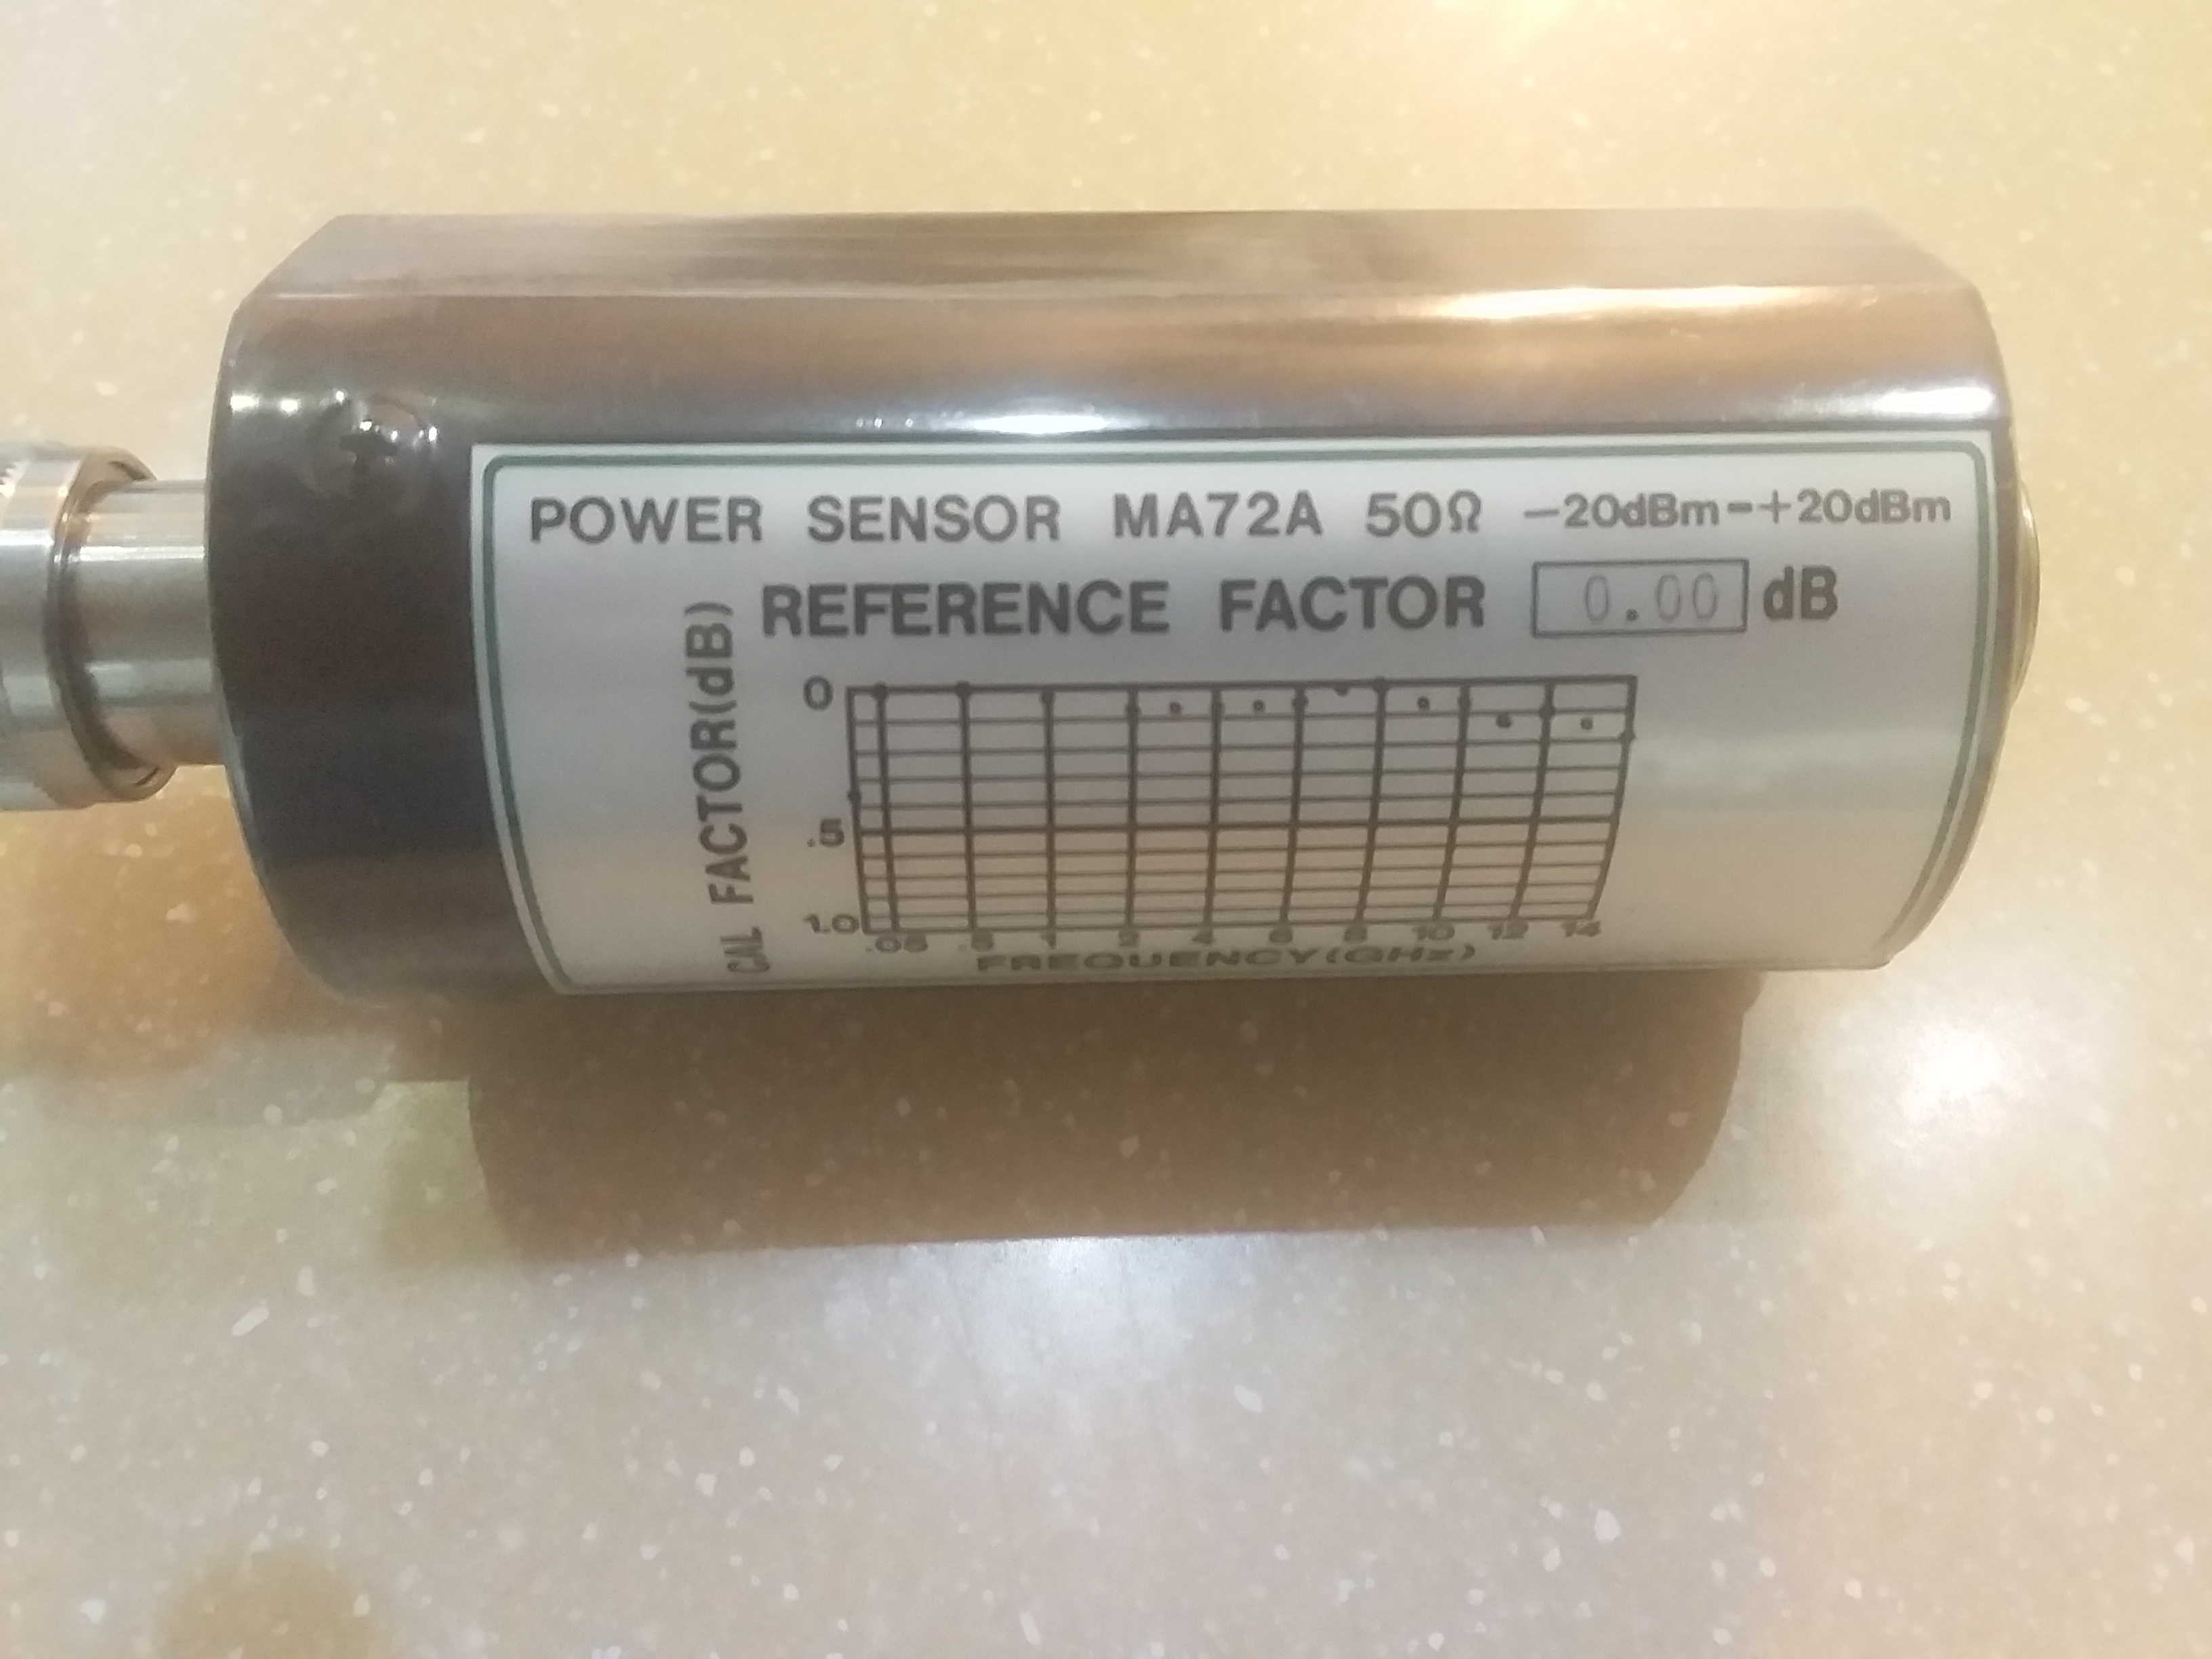 POWER SENSOR MA72A 50Ω -20dBm-+20dBm
REFERENCE FACTOR 0.00 dB
CAL FACTOR(dB)
0
.5
1.0
.05 .5 1 2 4 6 8 10 12 14
FREQUENCY(GHz)